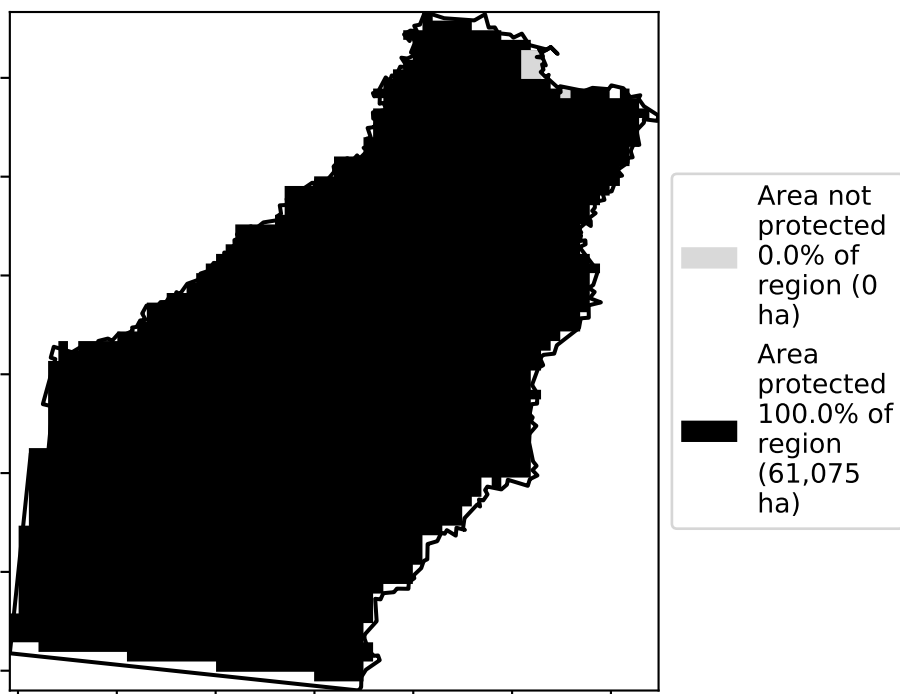 Area not
protected
0.0% of
region (0
ha)
Area
protected
100.0% of
region
(61,075
ha)